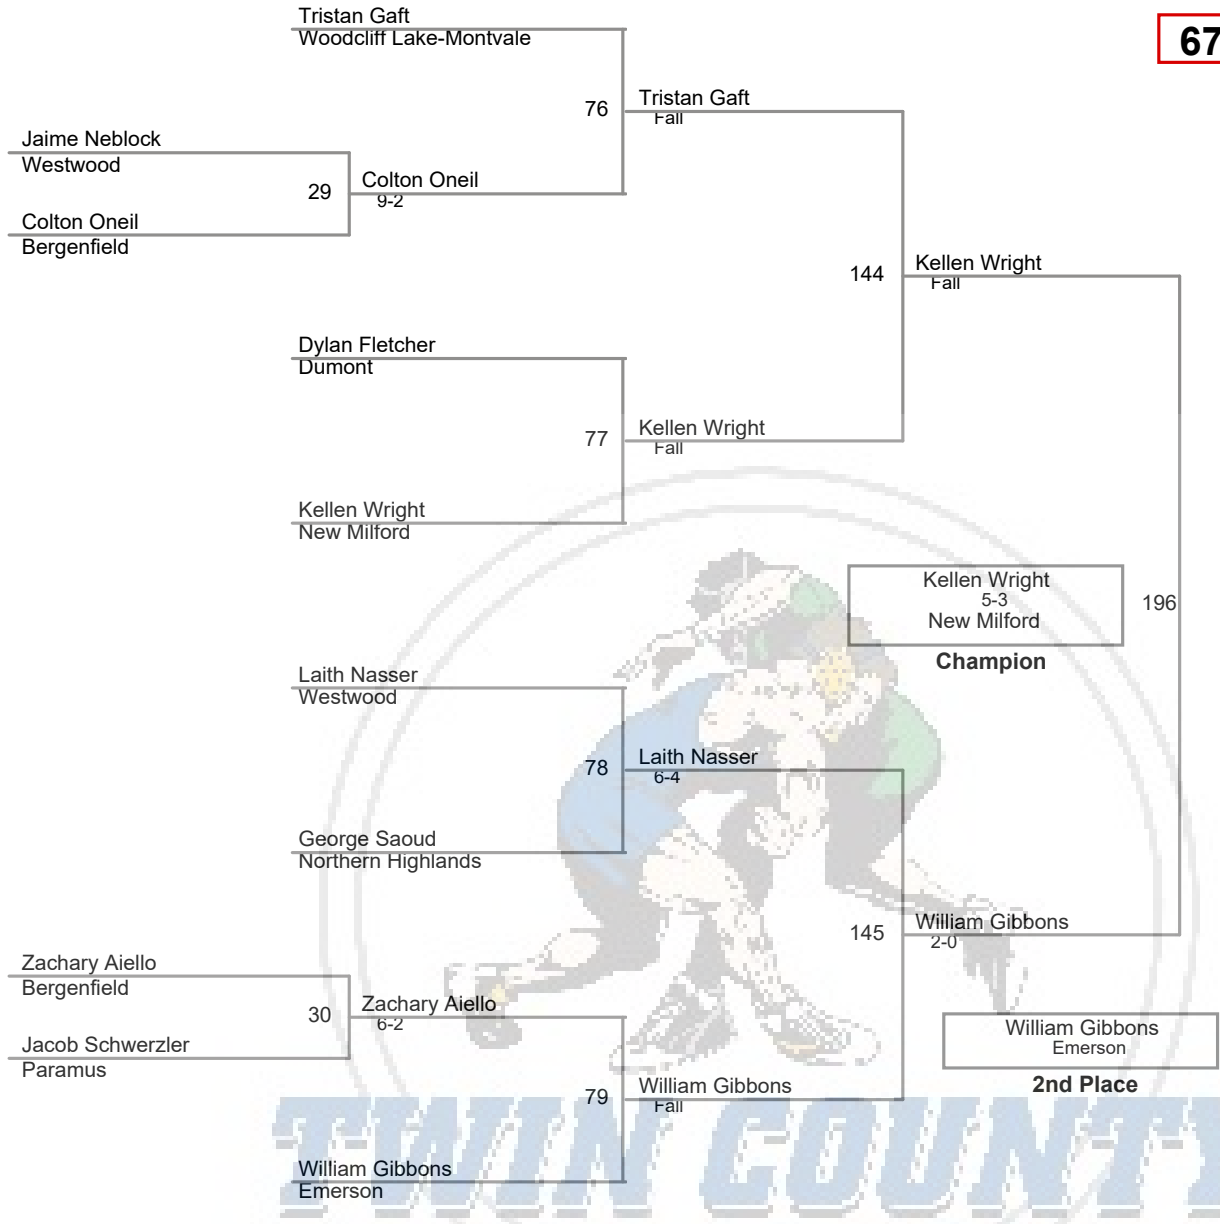 Tristan Gaft
Woodcliff Lake-Montvale
67
76
Tristan Gaft
Fall
Jaime Neblock
Westwood
29
Colton Oneil
9-2
Colton Oneil
Bergenfield
144
Kellen Wright
Fall
Dylan Fletcher
Dumont
77
Kellen Wright
Fall
Kellen Wright
New Milford
Kellen Wright
5-3
New Milford
196
Champion
Laith Nasser
Westwood
78
Laith Nasser
6-4
George Saoud
Northern Highlands
145
William Gibbons
2-0
Zachary Aiello
Bergenfield
30
Zachary Aiello
6-2
Jacob Schwerzler
Paramus
William Gibbons
Emerson
2nd Place
79
William Gibbons
Fall
William Gibbons
Emerson
TWIN COUNTY